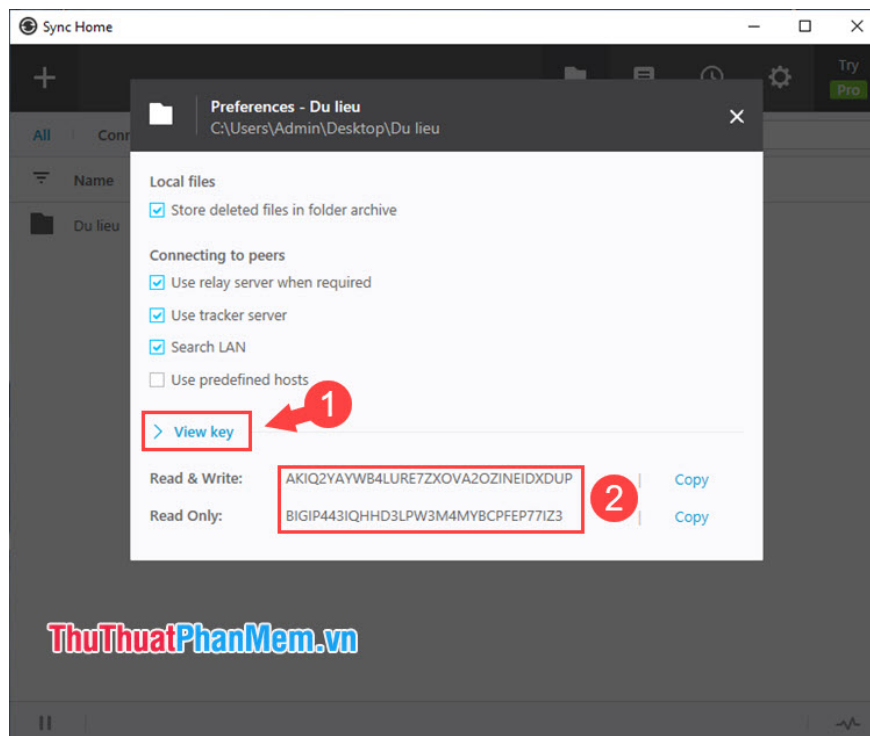 Sync Home
Try
Pro
Preferences - Du lieu
C:\Users\Admin\Desktop\Du lieu
All
Name
Du lieu
Local files
Store deleted files in folder archive
Connecting to peers
Use relay server when required
Use tracker server
Search LAN
Use predefined hosts
1
View key
Read & Write: AKIQ2YAYWB4LURE7ZXOVA2OZINEIDXDUP Copy
2
Read Only: BIGIP443IQHHD3LPW3M4MYBCPFEP77IZ3 Copy
ThuThuatPhanMem.vn